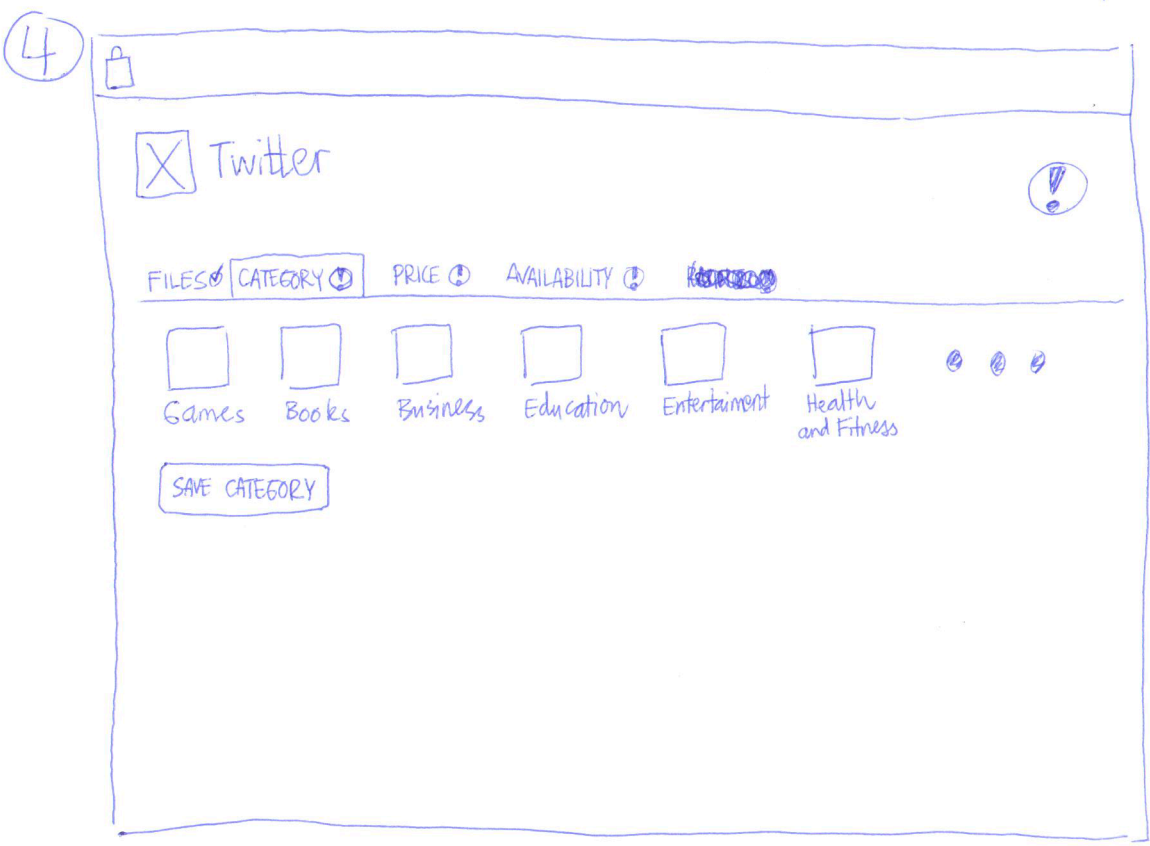 4
Twitter
!
FILES CATEGORY ! PRICE ! AVAILABILITY !
Games Books Business Education Entertaiment Health
and Fitness
SAVE CATEGORY